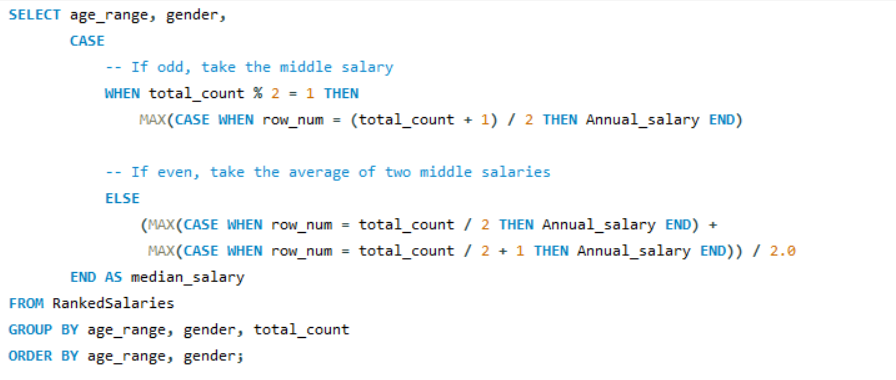 SELECT age_range, gender,
CASE
-- If odd, take the middle salary
WHEN total_count % 2 = 1 THEN
MAX(CASE WHEN row_num = (total_count + 1) / 2 THEN Annual_salary END)
-- If even, take the average of two middle salaries
ELSE
(MAX(CASE WHEN row_num = total_count / 2 THEN Annual_salary END) +
MAX(CASE WHEN row_num = total_count / 2 + 1 THEN Annual_salary END)) / 2.0
END AS median_salary
FROM RankedSalaries
GROUP BY age_range, gender, total_count
ORDER BY age_range, gender;